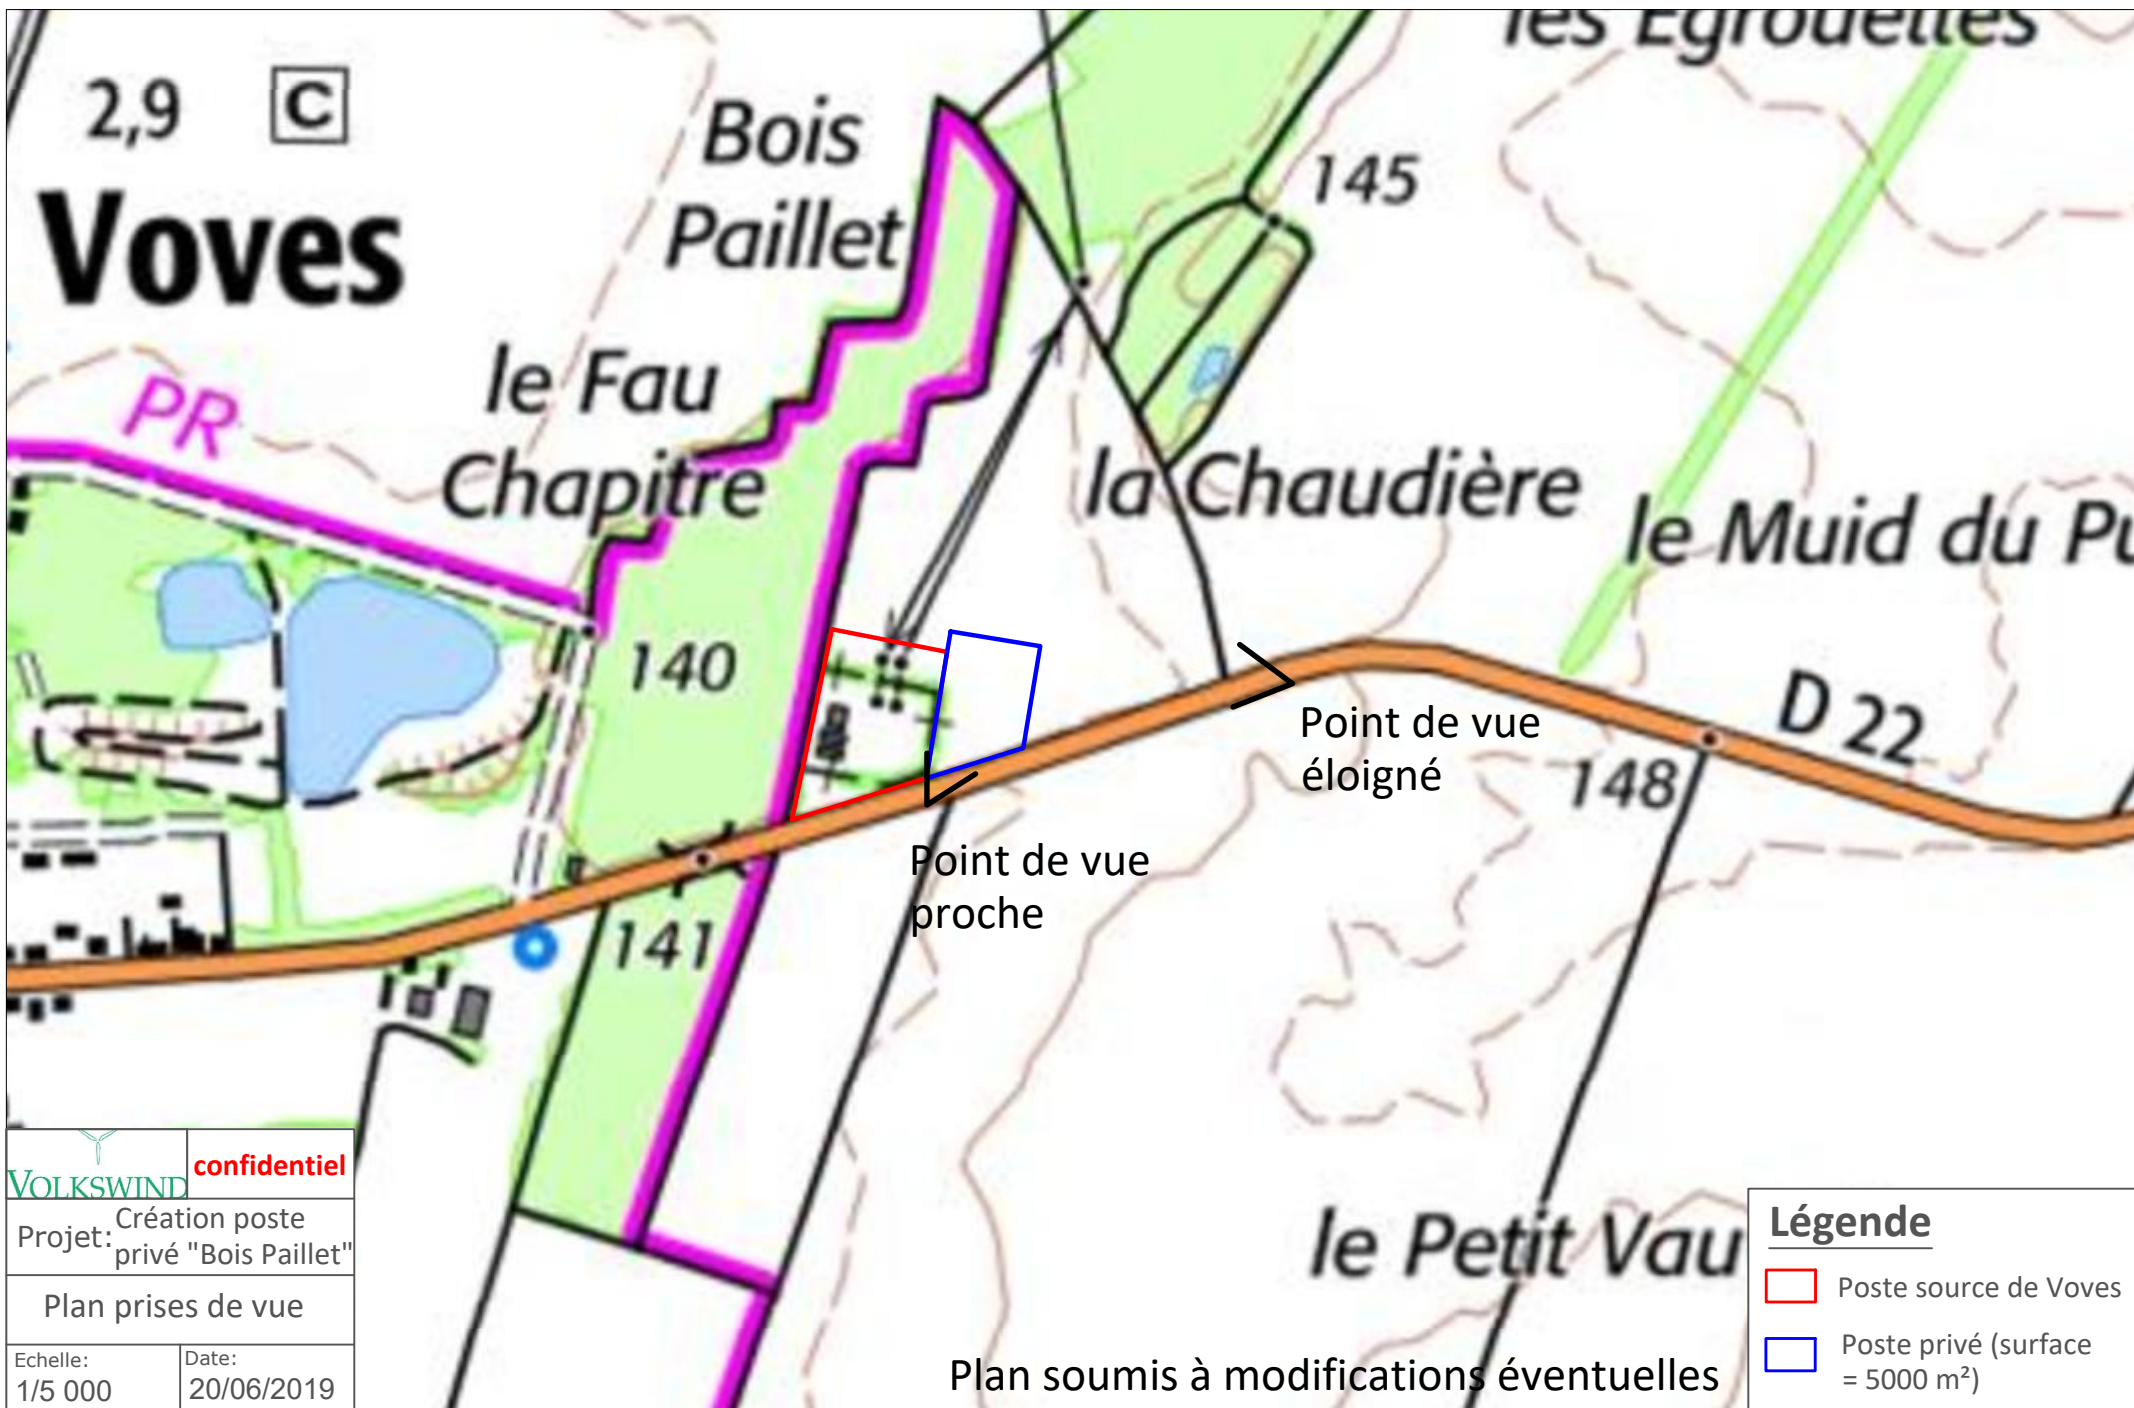 les Egrouelles
2,9 C
Bois
Paillet
145
Voves
le Fau
Chapitre
PR
la Chaudière
le Muid du Pu
140
D 22
Point de vue
éloigné
148
Point de vue
proche
141
VOLKSWIND
confidentiel
Projet: Création poste
privé "Bois Paillet"
Plan prises de vue
Echelle:
1/5 000
Date:
20/06/2019
le Petit Vau
Plan soumis à modifications éventuelles
Légende
Poste source de Voves
Poste privé (surface
= 5000 m²)